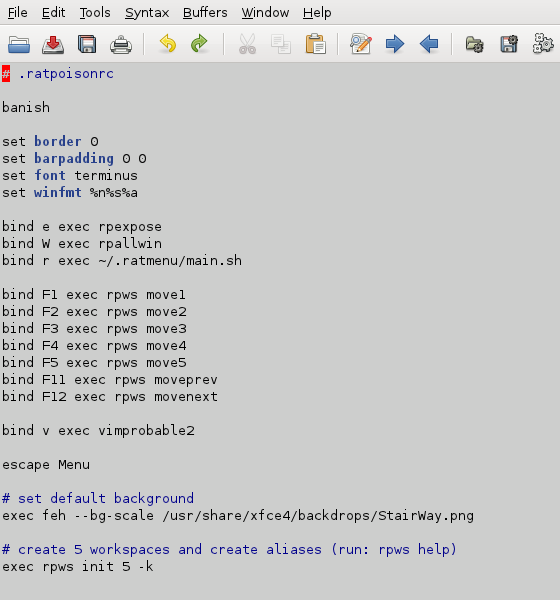 File Edit Tools Syntax Buffers Window Help
# .ratpoisonrc
banish
set border 0
set barpadding 0 0
set font terminus
set winfmt %n%s%a
bind e exec rpexpose
bind W exec rpallwin
bind r exec ~/.ratmenu/main.sh
bind F1 exec rpws move1
bind F2 exec rpws move2
bind F3 exec rpws move3
bind F4 exec rpws move4
bind F5 exec rpws move5
bind F11 exec rpws moveprev
bind F12 exec rpws movenext
bind v exec vimprobable2
escape Menu
# set default background
exec feh --bg-scale /usr/share/xfce4/backdrops/StairWay.png
# create 5 workspaces and create aliases (run: rpws help)
exec rpws init 5 -k